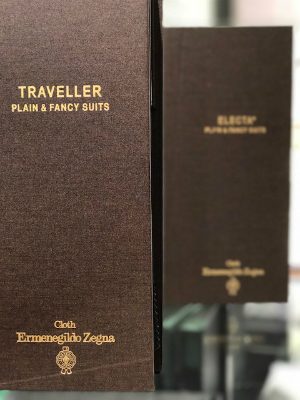 TRAVELLER
PLAIN & FANCY SUITS
Cloth
Ermenegildo Zegna
ELECTA®
PLAIN & FANCY SUITS
Cloth
Ermenegildo Zegna